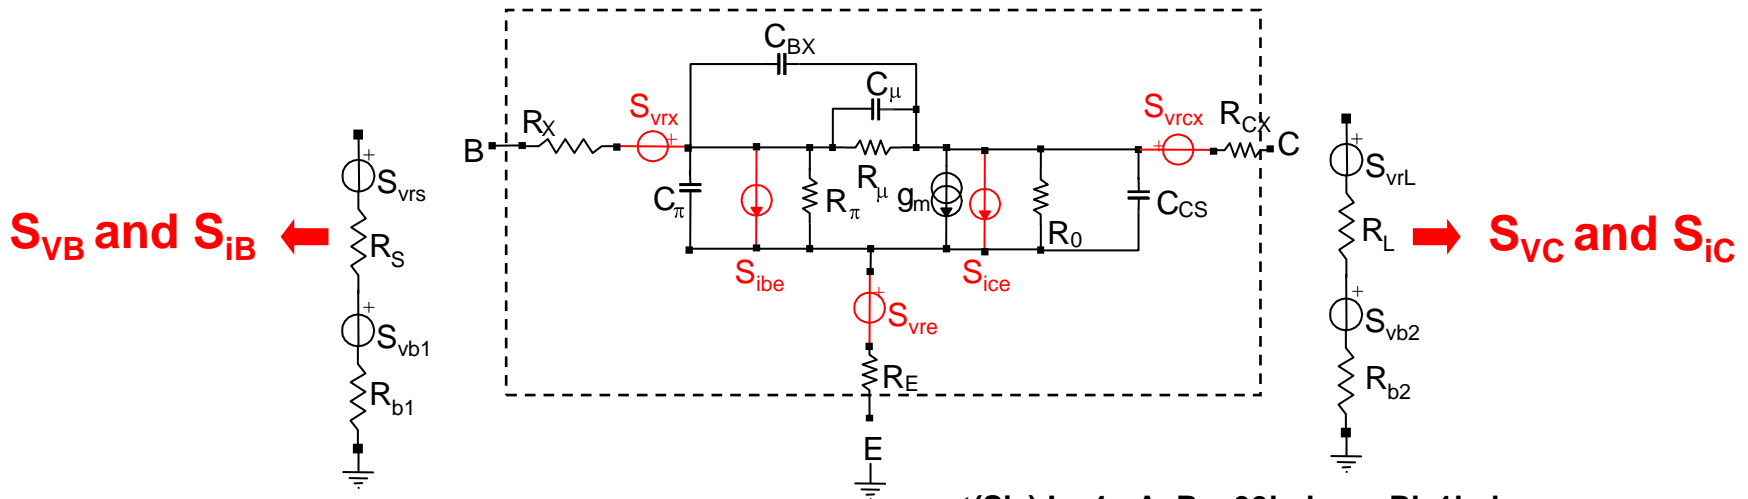 C_BX
C_μ
S_vrx
R_X
B
S_vrcx
R_CX
C
S_vrs
R_S
S_vb1
R_b1
S_VB and S_iB
C_π
R_π
R_μ
g_m
R_0
C_CS
S_ibe
S_ice
S_vre
R_E
E
S_vrL
R_L
S_vb2
R_b2
S_VC and S_iC